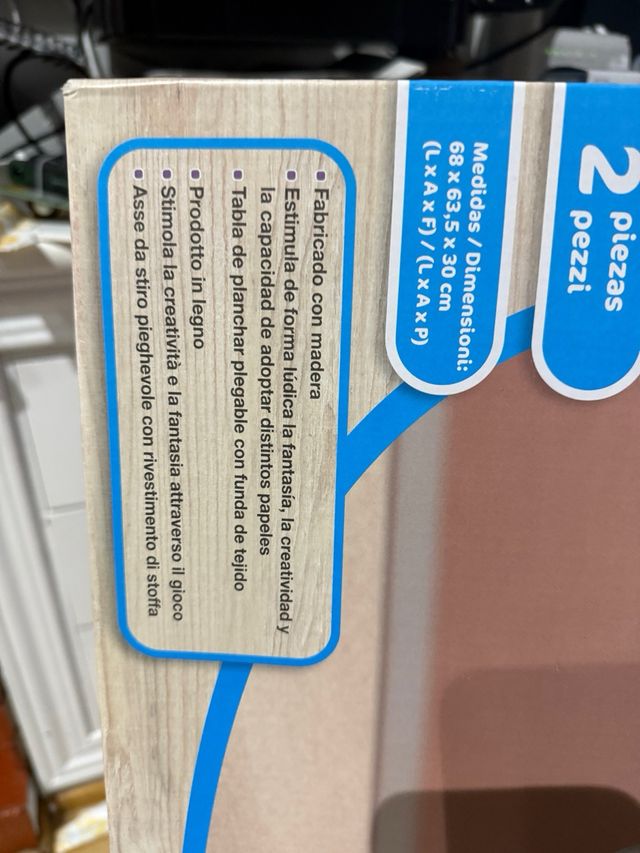 2 piezas
pezzi
Medidas / Dimensioni:
68 x 63,5 x 30 cm
(L x A x F) / (L x A x P)
Fabricado con madera
Estimula de forma lúdica la fantasía, la creatividad y
la capacidad de adoptar distintos papeles
Tabla de planchar plegable con funda de tejido
Prodotto in legno
Stimola la creatività e la fantasia attraverso il gioco
Asse da stiro pieghevole con rivestimento di stoffa